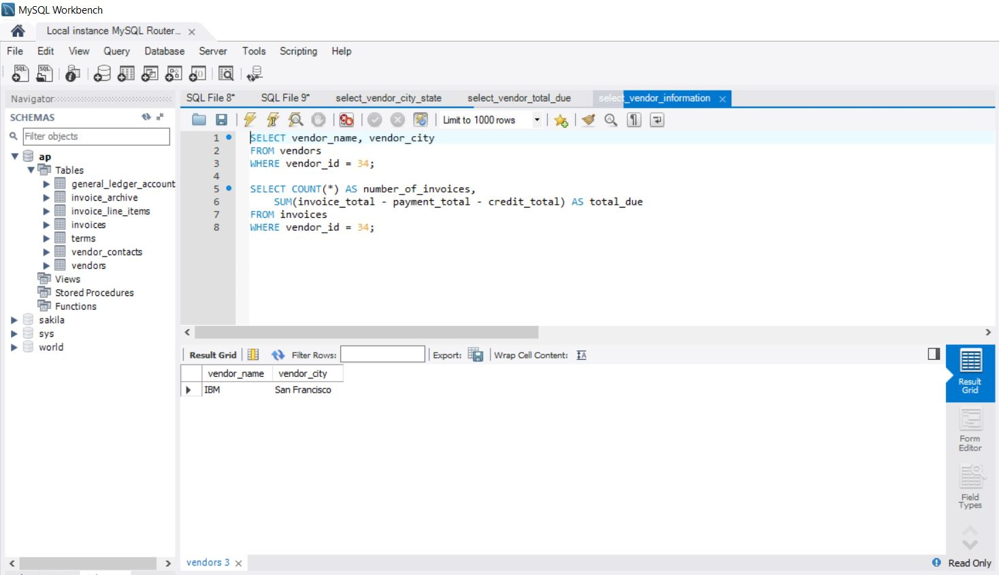 MySQL Workbench
Local instance MySQL Router... ×
File Edit View Query Database Server Tools Scripting Help
SQL SQL
Navigator
SCHEMAS
Filter objects
ap
Tables
general_ledger_account
invoice_archive
invoice_line_items
invoices
terms
vendor_contacts
vendors
Views
Stored Procedures
Functions
sakila
sys
world
SQL File 8* SQL File 9* select_vendor_city_state select_vendor_total_due select_vendor_information ×
Limit to 1000 rows
1 SELECT vendor_name, vendor_city
2 FROM vendors
3 WHERE vendor_id = 34;
4
5 SELECT COUNT(*) AS number_of_invoices,
6 SUM(invoice_total - payment_total - credit_total) AS total_due
7 FROM invoices
8 WHERE vendor_id = 34;
Result Grid Filter Rows: Export: Wrap Cell Content: IA
vendor_name vendor_city
IBM San Francisco
Result
Grid
Form
Editor
Field
Types
vendors 3 ×
Read Only